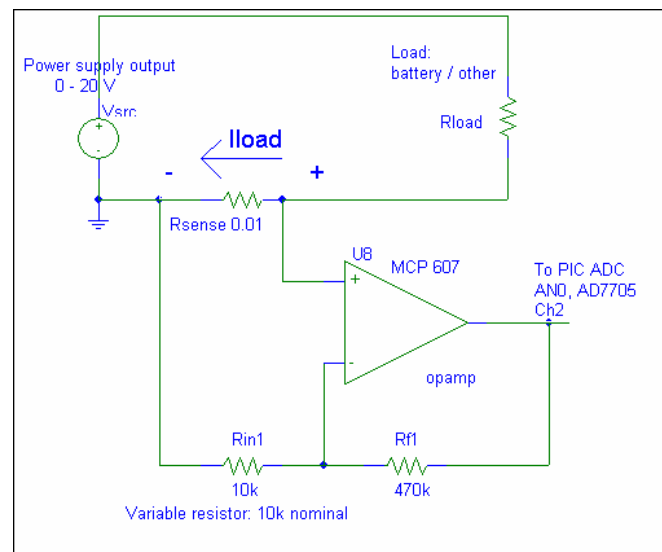 Power supply output
0 - 20 V
Vsrc
+
-
Load:
battery / other
Rload
Iload
-
+
Rsense 0.01
U8
MCP 607
+
-
opamp
To PIC ADC
AN0, AD7705
Ch2
Rin1
10k
Rf1
470k
Variable resistor: 10k nominal